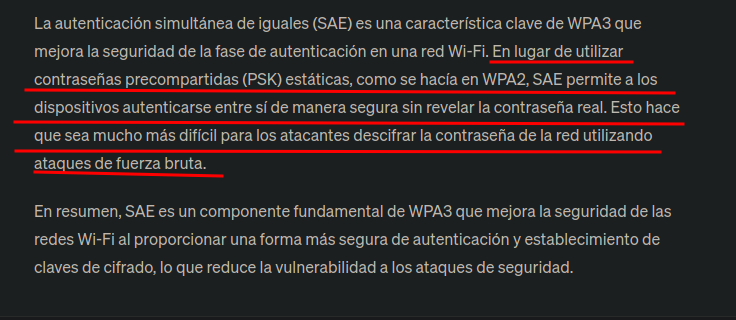 La autenticación simultánea de iguales (SAE) es una característica clave de WPA3 que
mejora la seguridad de la fase de autenticación en una red Wi-Fi. En lugar de utilizar
contraseñas precompartidas (PSK) estáticas, como se hacía en WPA2, SAE permite a los
dispositivos autenticarse entre sí de manera segura sin revelar la contraseña real. Esto hace
que sea mucho más difícil para los atacantes descifrar la contraseña de la red utilizando
ataques de fuerza bruta.
En resumen, SAE es un componente fundamental de WPA3 que mejora la seguridad de las
redes Wi-Fi al proporcionar una forma más segura de autenticación y establecimiento de
claves de cifrado, lo que reduce la vulnerabilidad a los ataques de seguridad.